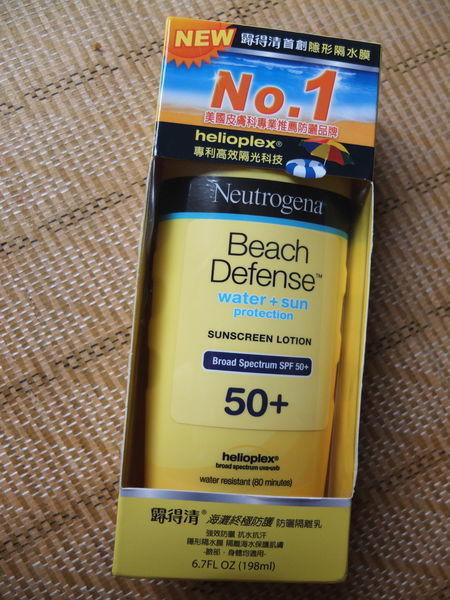 NEW 露得清首創隱形隔水膜
No.1
美國皮膚科專業推薦防曬品牌
helioplex®
專利高效隔光科技
Neutrogena
Beach
Defense™
water + sun
protection
SUNSCREEN LOTION
Broad Spectrum SPF 50+
50+
helioplex®
broad spectrum uva•uvb
water resistant (80 minutes)
露得清® 海灘終極防護 防曬隔離乳
強效防曬 抗水抗汗
隱形隔水膜 隔離海水保護肌膚
-臉部、身體均適用-
6.7FL OZ (198ml)